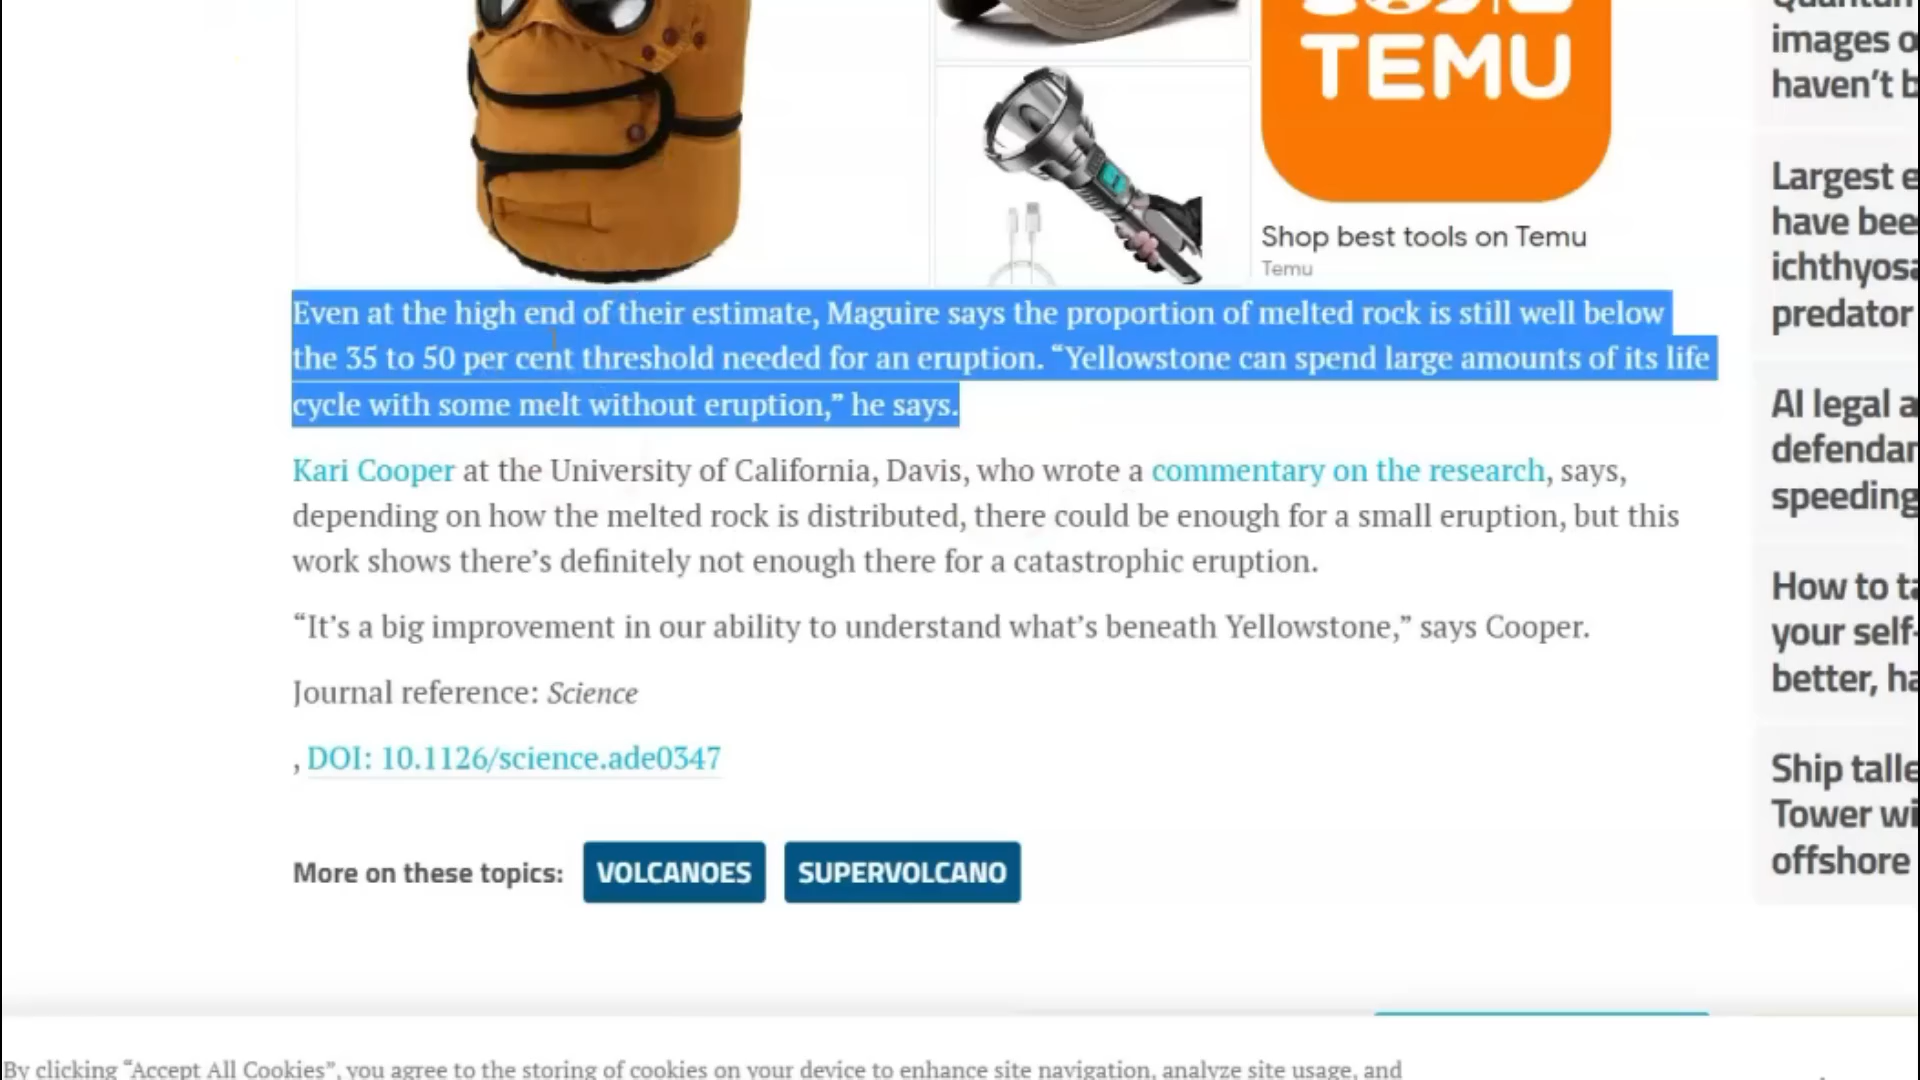 TEMU
Shop best tools on Temu
Temu
Even at the high end of their estimate, Maguire says the proportion of melted rock is still well below
the 35 to 50 per cent threshold needed for an eruption. “Yellowstone can spend large amounts of its life
cycle with some melt without eruption,” he says.
Kari Cooper at the University of California, Davis, who wrote a commentary on the research, says,
depending on how the melted rock is distributed, there could be enough for a small eruption, but this
work shows there’s definitely not enough there for a catastrophic eruption.
“It’s a big improvement in our ability to understand what’s beneath Yellowstone,” says Cooper.
Journal reference: Science
, DOI: 10.1126/science.ade0347
More on these topics: VOLCANOES SUPERVOLCANO
images o
haven’t b
Largest e
have bee
ichthyosa
predator
AI legal a
defendan
speeding
How to ta
your self-
better, ha
Ship talle
Tower wi
offshore
By clicking “Accept All Cookies”, you agree to the storing of cookies on your device to enhance site navigation, analyze site usage, and